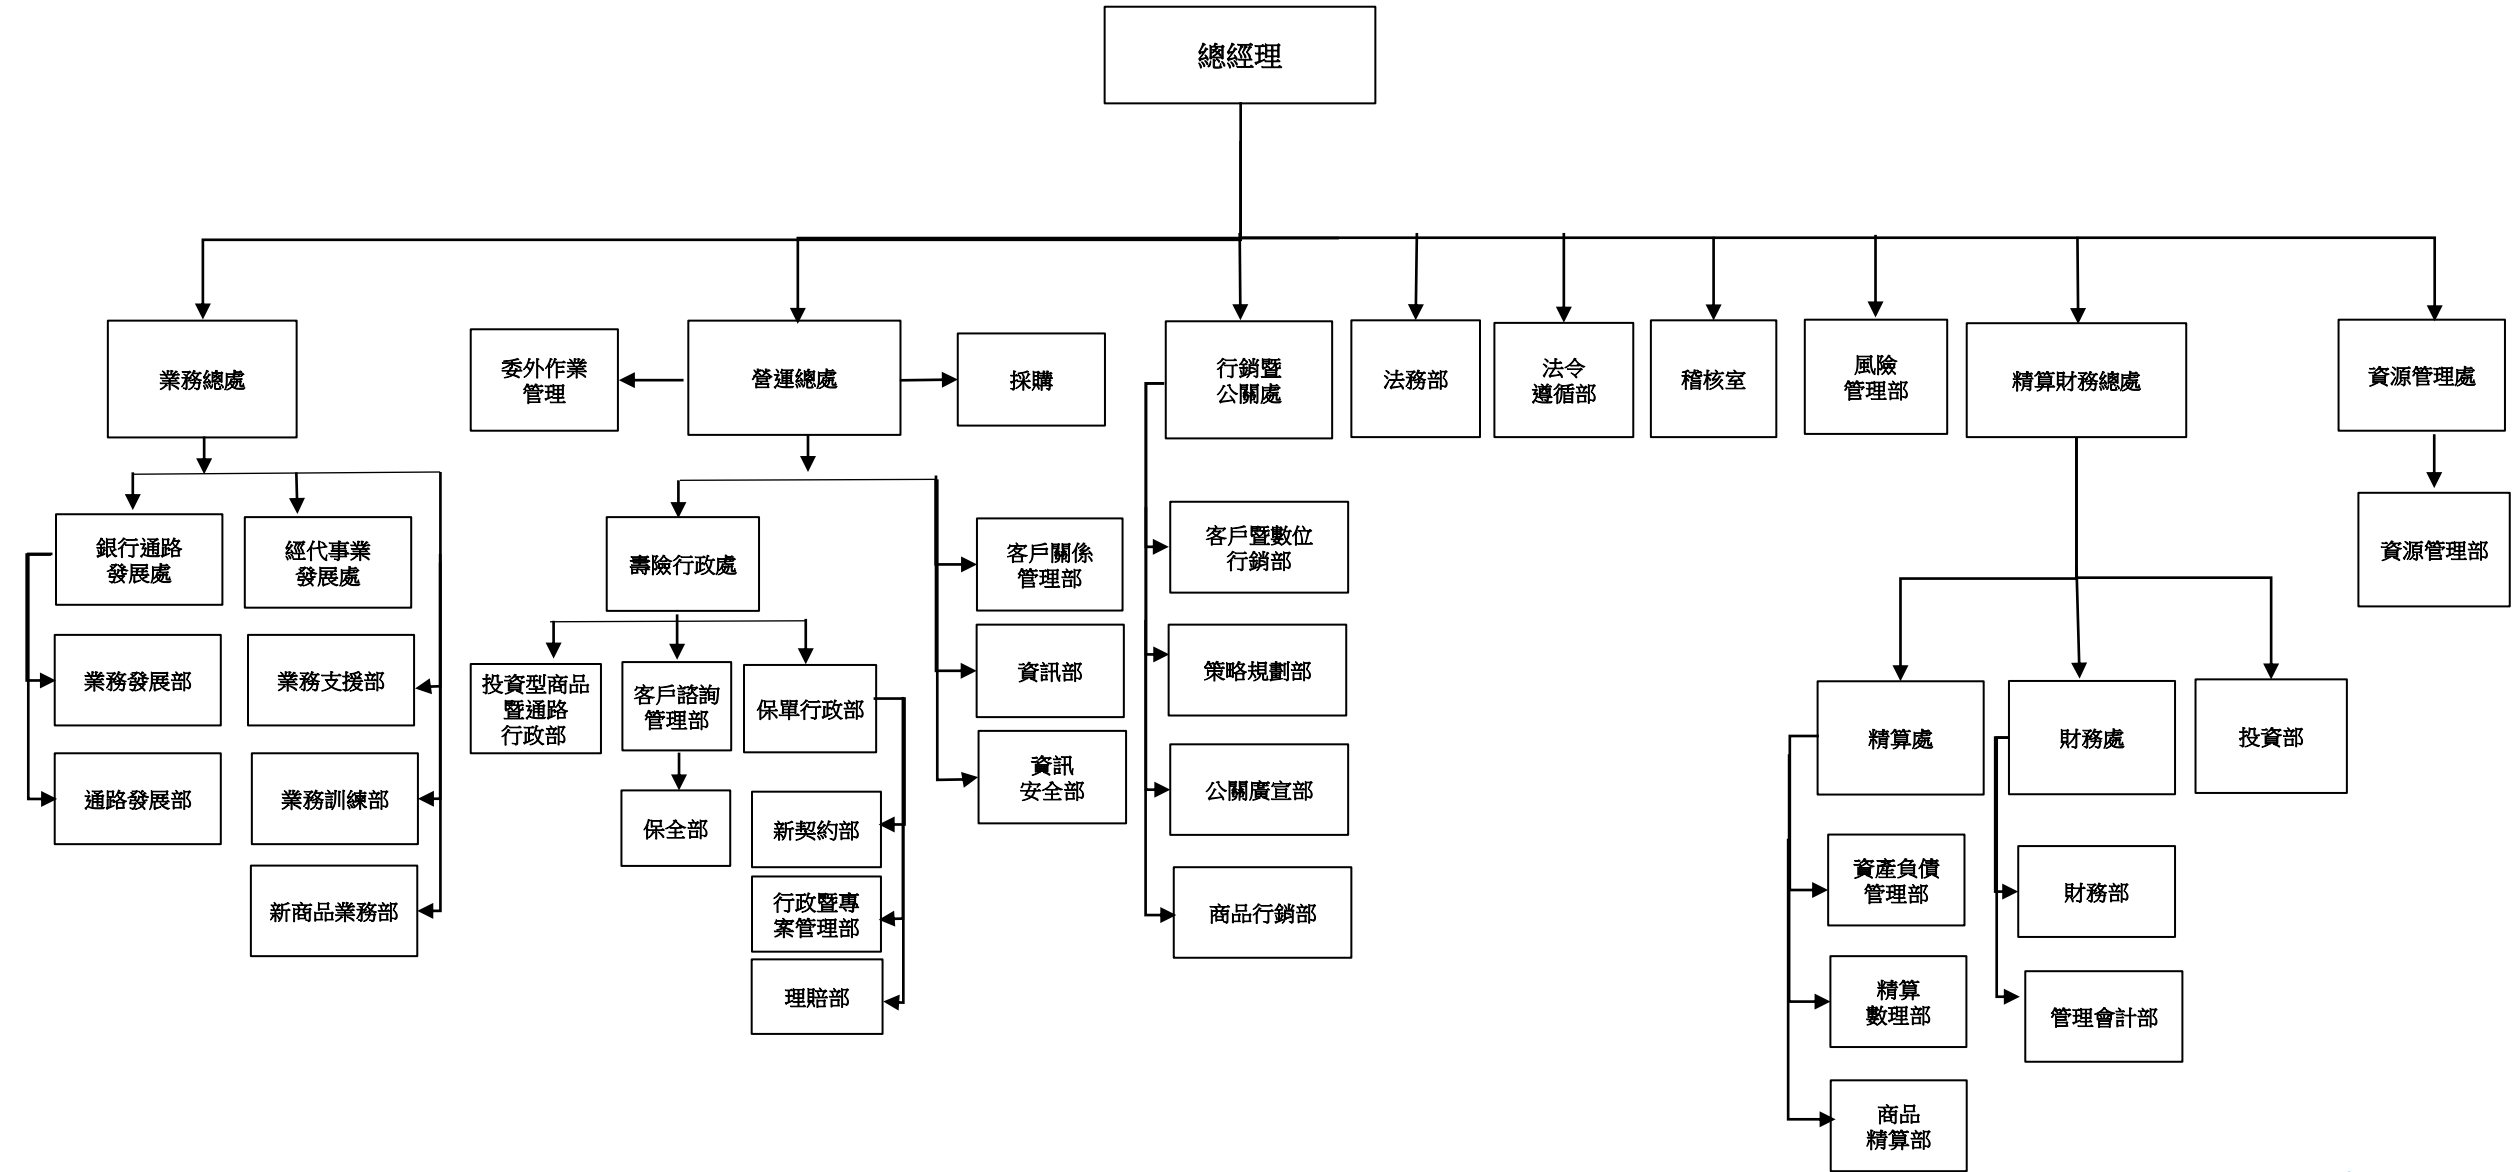 總經理
業務總處
委外作業
管理
營運總處
採購
行銷暨
公關處
法務部
法令
遵循部
稽核室
風險
管理部
精算財務總處
資源管理處
銀行通路
發展處
經代事業
發展處
壽險行政處
客戶關係
管理部
客戶暨數位
行銷部
資源管理部
業務發展部
業務支援部
投資型商品
暨通路
行政部
客戶諮詢
管理部
保單行政部
資訊部
策略規劃部
精算處
財務處
投資部
通路發展部
業務訓練部
保全部
新契約部
資訊
安全部
公關廣宣部
資產負債
管理部
財務部
新商品業務部
行政暨專
案管理部
商品行銷部
理賠部
精算
數理部
管理會計部
商品
精算部